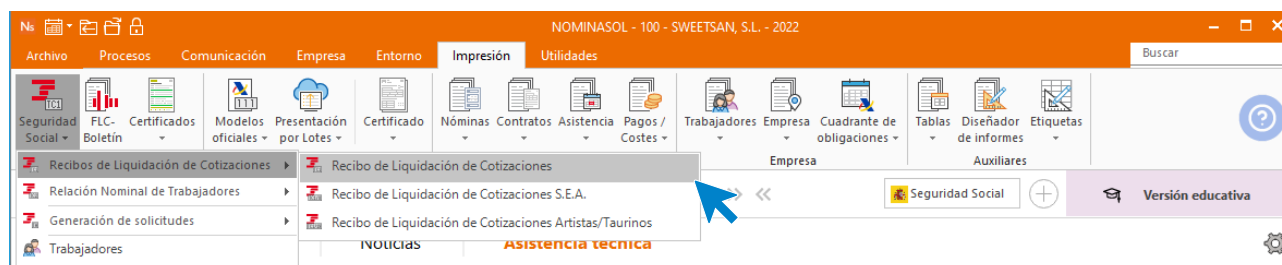 Ns NOMINASOL - 100 - SWEETSAN, S.L. - 2022
Archivo Procesos Comunicación Empresa Entorno Impresión Utilidades Buscar
TC1 111
Seguridad Social FLC-Boletín Certificados Modelos oficiales Presentación por Lotes Certificado Nóminas Contratos Asistencia Pagos / Costes Trabajadores Empresa Cuadrante de obligaciones Tablas Diseñador de informes Etiquetas ?
Empresa Auxiliares
Recibos de Liquidación de Cotizaciones
Recibo de Liquidación de Cotizaciones
Relación Nominal de Trabajadores
Recibo de Liquidación de Cotizaciones S.E.A.
Seguridad Social
Versión educativa
Generación de solicitudes
Recibo de Liquidación de Cotizaciones Artistas/Taurinos
Trabajadores
Noticias
Asistencia técnica